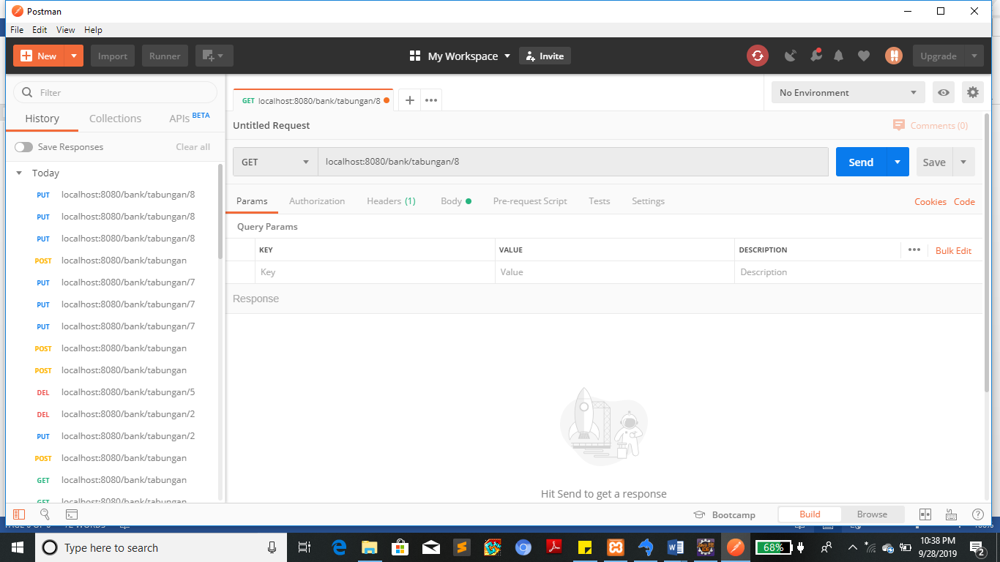 Postman
File Edit View Help
New Import Runner My Workspace Invite Upgrade
Filter
History Collections APIs BETA
Save Responses Clear all
Today
PUT localhost:8080/bank/tabungan/8
PUT localhost:8080/bank/tabungan/8
PUT localhost:8080/bank/tabungan/8
POST localhost:8080/bank/tabungan
PUT localhost:8080/bank/tabungan/7
PUT localhost:8080/bank/tabungan/7
PUT localhost:8080/bank/tabungan/7
POST localhost:8080/bank/tabungan
POST localhost:8080/bank/tabungan
DEL localhost:8080/bank/tabungan/5
DEL localhost:8080/bank/tabungan/2
PUT localhost:8080/bank/tabungan/2
POST localhost:8080/bank/tabungan
GET localhost:8080/bank/tabungan
GET localhost:8080/bank/tabungan
GET localhost:8080/bank/tabungan/8
No Environment
Untitled Request Comments (0)
GET localhost:8080/bank/tabungan/8 Send Save
Params Authorization Headers (1) Body Pre-request Script Tests Settings Cookies Code
Query Params
KEY VALUE DESCRIPTION Bulk Edit
Key Value Description
Response
Hit Send to get a response
Bootcamp Build Browse
Type here to search
68%
10:38 PM
9/28/2019
2